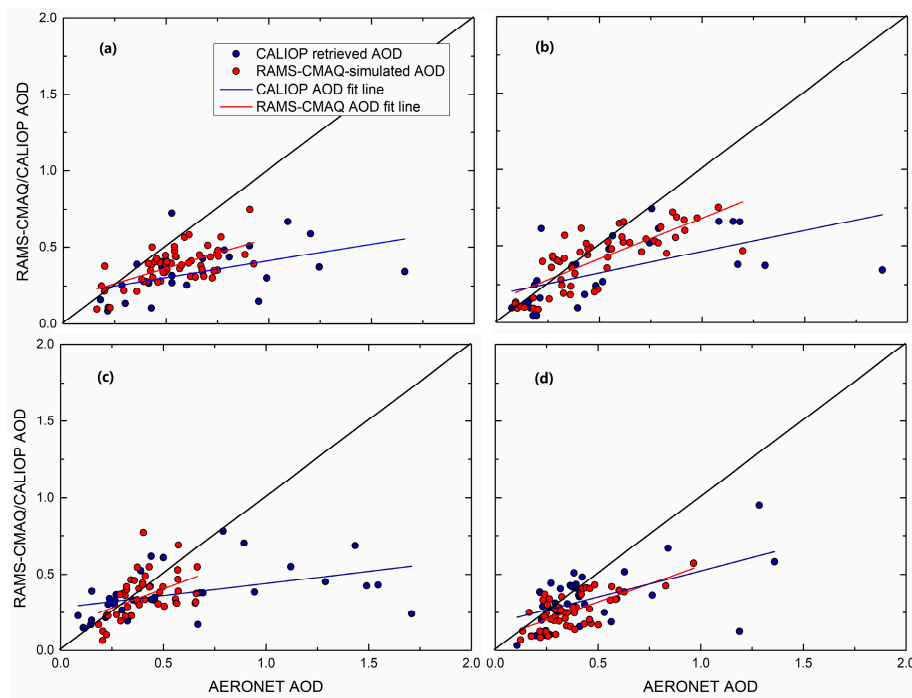 2.0
(a)
CALIOP retrieved AOD
RAMS-CMAQ-simulated AOD
CALIOP AOD fit line
RAMS-CMAQ AOD fit line
(b)
1.5
1.0
0.5
0.0
RAMS-CMAQ/CALIOP AOD
2.0
(c)
(d)
1.5
1.0
0.5
0.0
RAMS-CMAQ/CALIOP AOD
0.0 0.5 1.0 1.5 2.0 0.5 1.0 1.5 2.0
AERONET AOD AERONET AOD